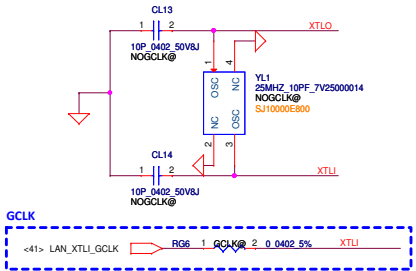 CL13
1 2
XTLO
10P_0402_50V8J
NOGCLK@
1 4
OSC NC
YL1
25MHZ_10PF_7V25000014
NOGCLK@
SJ10000E800
NC OSC
2 3
CL14
1 2
XTLI
10P_0402_50V8J
NOGCLK@
GCLK
<41> LAN_XTLI_GCLK RG6 1 GCLK@ 2 0_0402_5% XTLI